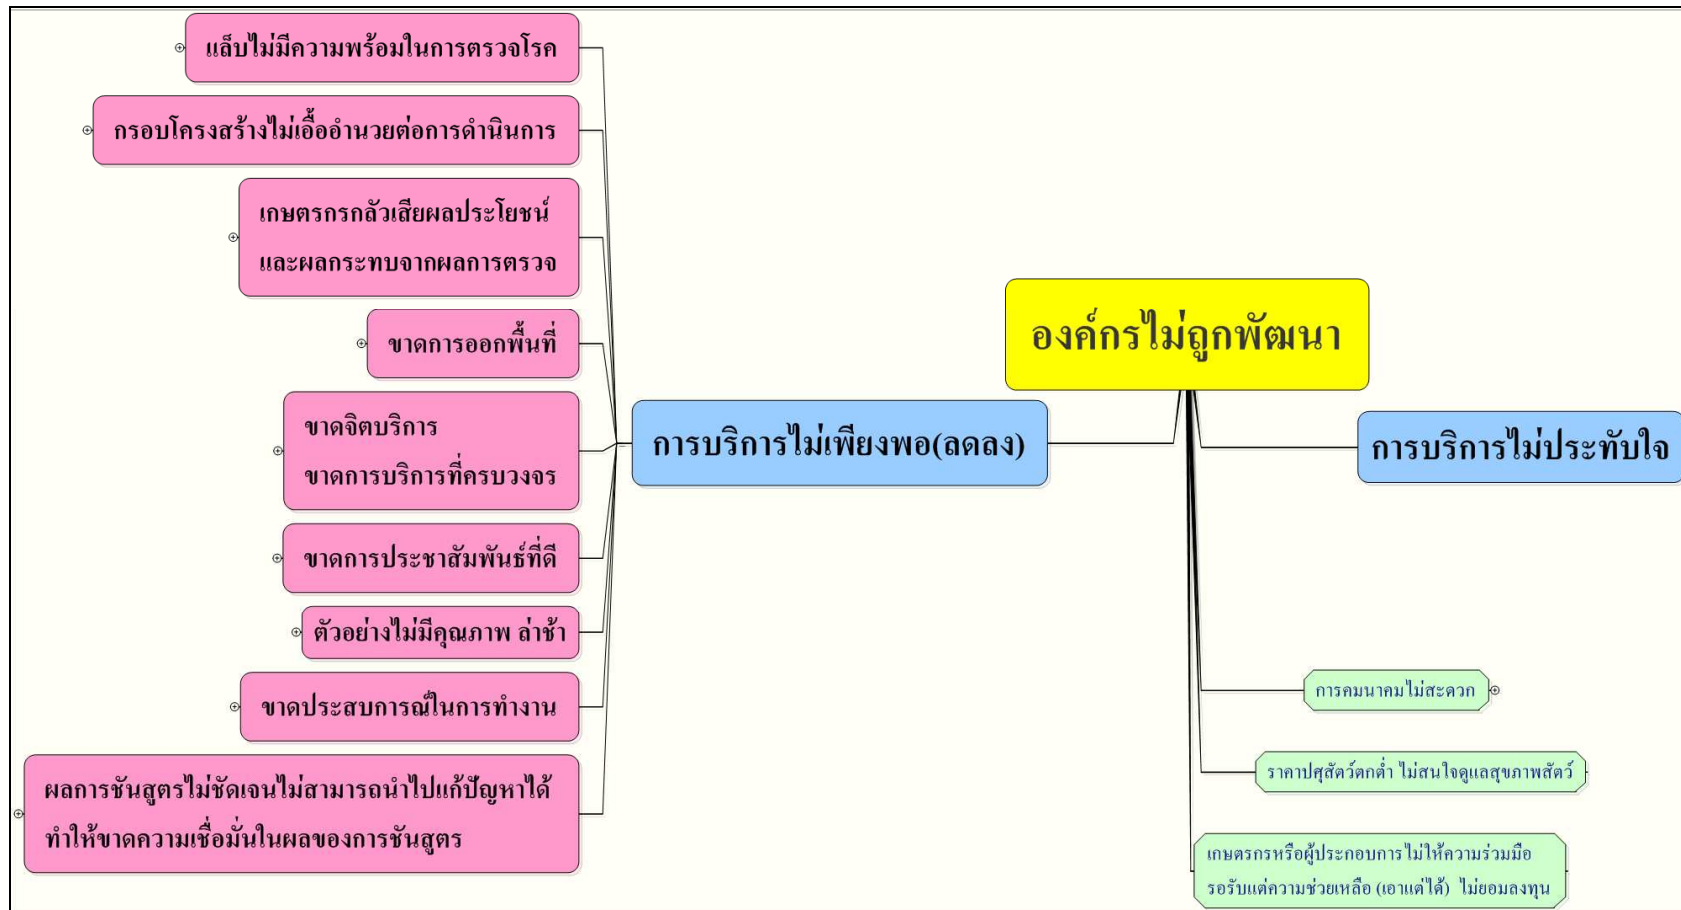 แล็บไม่มีความพร้อมในการตรวจโรค
กรอบโครงสร้างไม่เอื้ออำนวยต่อการดำนินการ
เกษตรกรกลัวเสียผลประโยชน์
และผลกระทบจากผลการตรวจ
ขาดการออกพื้นที่
ขาดจิตบริการ
ขาดการบริการที่ครบวงจร
ขาดการประชาสัมพันธ์ที่ดี
ตัวอย่างไม่มีคุณภาพ ล่าช้า
ขาดประสบการณ์ในการทำงาน
ผลการชันสูตรไม่ชัดเจนไม่สามารถนำไปแก้ปัญหาได้
ทำให้ขาดความเชื่อมั่นในผลของการชันสูตร
การบริการไม่เพียงพอ(ลดลง)
องค์กรไม่ถูกพัฒนา
การบริการไม่ประทับใจ
การคมนาคมไม่สะดวก
ราคาปศุสัตว์ตกต่ำ ไม่สนใจดูแลสุขภาพสัตว์
เกษตรกรหรือผู้ประกอบการไม่ให้ความร่วมมือ
รอรับแต่ความช่วยเหลือ (เอาแต่ได้) ไม่ยอมลงทุน